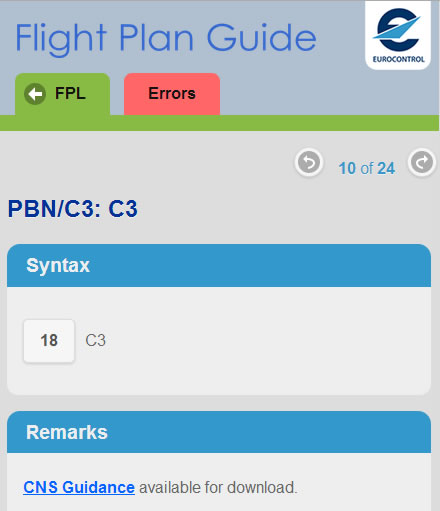 Flight Plan Guide
EUROCONTROL
FPL
Errors
10 of 24
PBN/C3: C3
Syntax
18 C3
Remarks
CNS Guidance available for download.